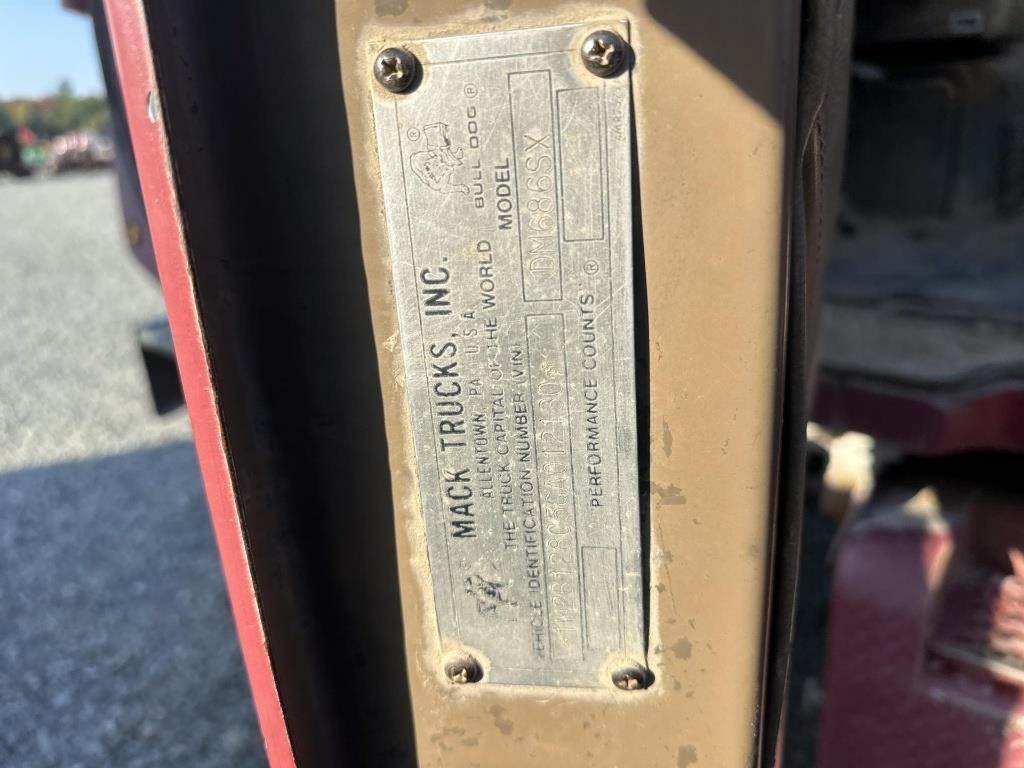 MACK TRUCKS, INC.
ALLENTOWN PA. U.S.A.
THE TRUCK CAPITAL OF THE WORLD BULL DOG®
VEHICLE IDENTIFICATION NUMBER (VIN) MODEL
DM686SX
PERFORMANCE COUNTS ®